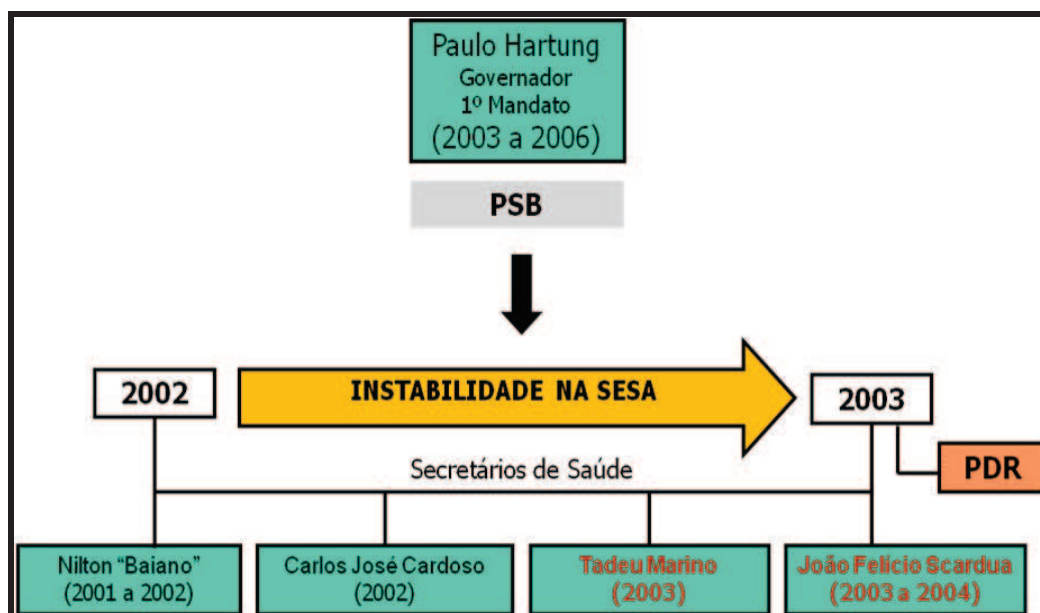 Paulo Hartung
Governador
1º Mandato
(2003 a 2006)
PSB
2002
INSTABILIDADE NA SESA
2003
PDR
Secretários de Saúde
Nilton “Baiano”
(2001 a 2002)
Carlos José Cardoso
(2002)
Tadeu Marino
(2003)
João Felício Scardua
(2003 a 2004)